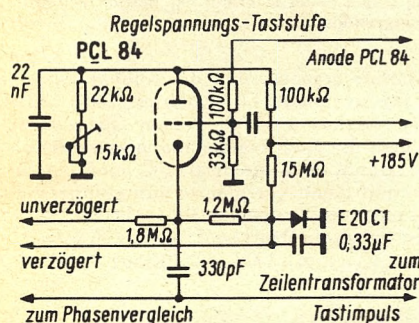 Regelspannungs-Taststufe
PCL 84
Anode PCL 84
22
nF
22kΩ
100kΩ
100kΩ
15kΩ
33kΩ
+185V
15MΩ
unverzögert
1,2MΩ
E20C1
1,8MΩ
0,33µF
verzögert
330pF
zum
Zeilentransformator
zum Phasenvergleich
Tastimpuls